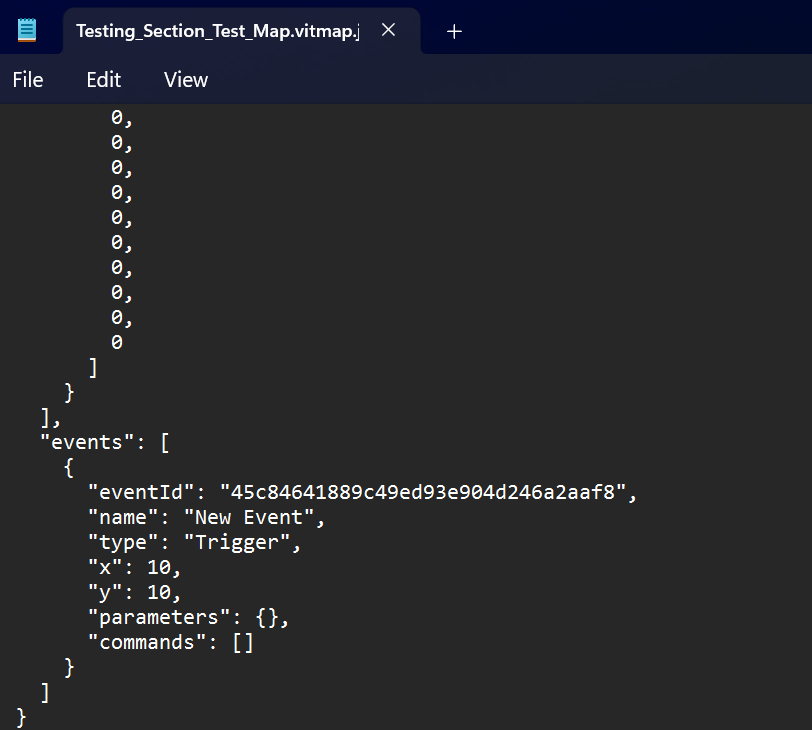 Testing_Section_Test_Map.vitmap.j
File Edit View
0,
0,
0,
0,
0,
0,
0,
0,
0,
0
]
}
],
"events": [
{
"eventId": "45c84641889c49ed93e904d246a2aaf8",
"name": "New Event",
"type": "Trigger",
"x": 10,
"y": 10,
"parameters": {},
"commands": []
}
]
}